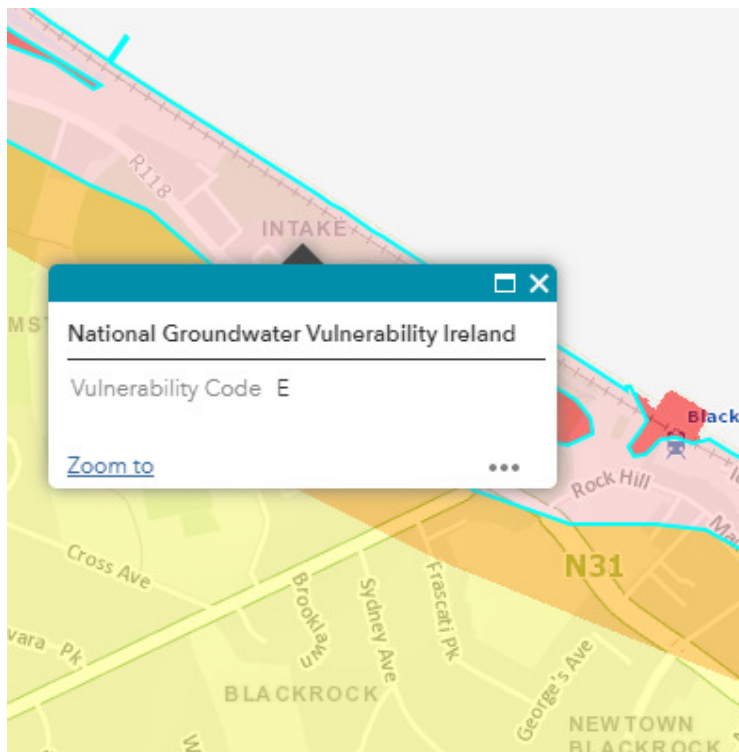 R118
INTAKE
National Groundwater Vulnerability Ireland
Vulnerability Code E
Zoom to
Black
Rock Hill
N31
Cross Ave
Brooklawn
Sydney Ave
Frascati Pk
George's Ave
BLACKROCK
NEWTOWN
BLACKROCK